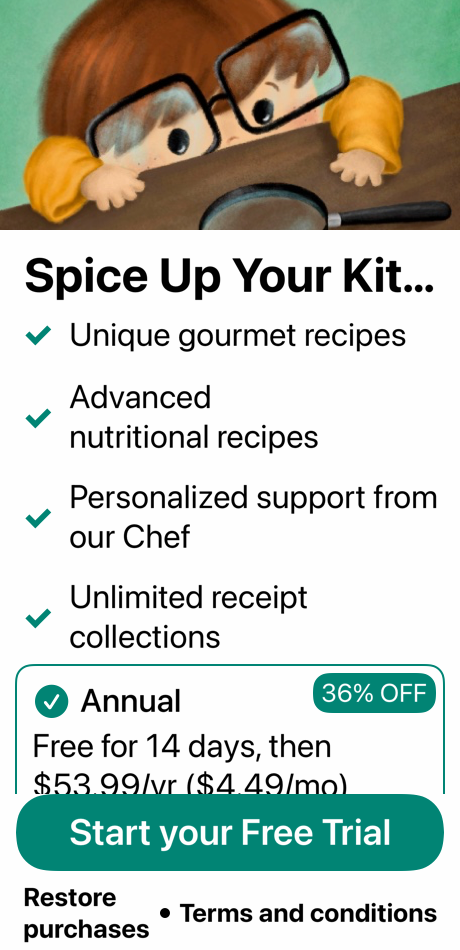 Spice Up Your Kit...
Unique gourmet recipes
Advanced
nutritional recipes
Personalized support from
our Chef
Unlimited receipt
collections
Annual
36% OFF
Free for 14 days, then
$53.99/yr ($4.49/mo)
Start your Free Trial
Restore
purchases
• Terms and conditions